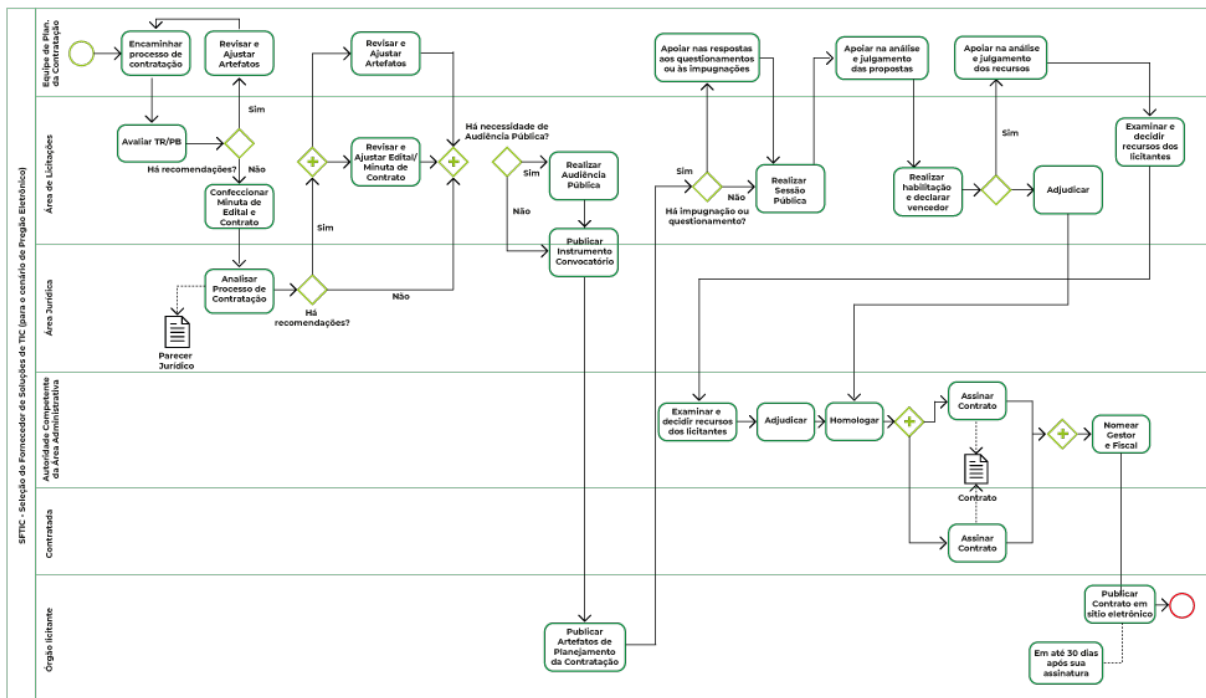 SFTIC - Seleção do Fornecedor de Soluções de TIC (para o cenário de Pregão Eletrônico)
Equipe de Plan.
da Contratação
Encaminhar
processo de
contratação
Revisar e
Ajustar
Artefatos
Revisar e
Ajustar
Artefatos
Apoiar nas respostas
aos questionamentos
ou às impugnações
Apoiar na análise
e julgamento
das propostas
Apoiar na análise
e julgamento
dos recursos
Área de Licitações
Avaliar TR/PB
Há recomendações?
Sim
Não
Confeccionar
Minuta de
Edital e
Contrato
Revisar e
Ajustar Edital/
Minuta de
Contrato
Sim
Há necessidade de
Audiência Pública?
Sim
Não
Realizar
Audiência
Pública
Publicar
Instrumento
Convocatório
Sim
Não
Há impugnação ou
questionamento?
Realizar
Sessão
Pública
Realizar
habilitação
e declarar
vencedor
Sim
Adjudicar
Examinar e
decidir
recursos dos
licitantes
Área Jurídica
Analisar
Processo de
Contratação
Há
recomendações?
Não
Parecer
Jurídico
Autoridade Competente
da Área Administrativa
Examinar e
decidir recursos
dos licitantes
Adjudicar
Homologar
Assinar
Contrato
Contrato
Nomear
Gestor
e Fiscal
Contratada
Assinar
Contrato
Órgão licitante
Publicar
Artefatos de
Planejamento
da Contratação
Publicar
Contrato em
sítio eletrônico
Em até 30 dias
após sua
assinatura